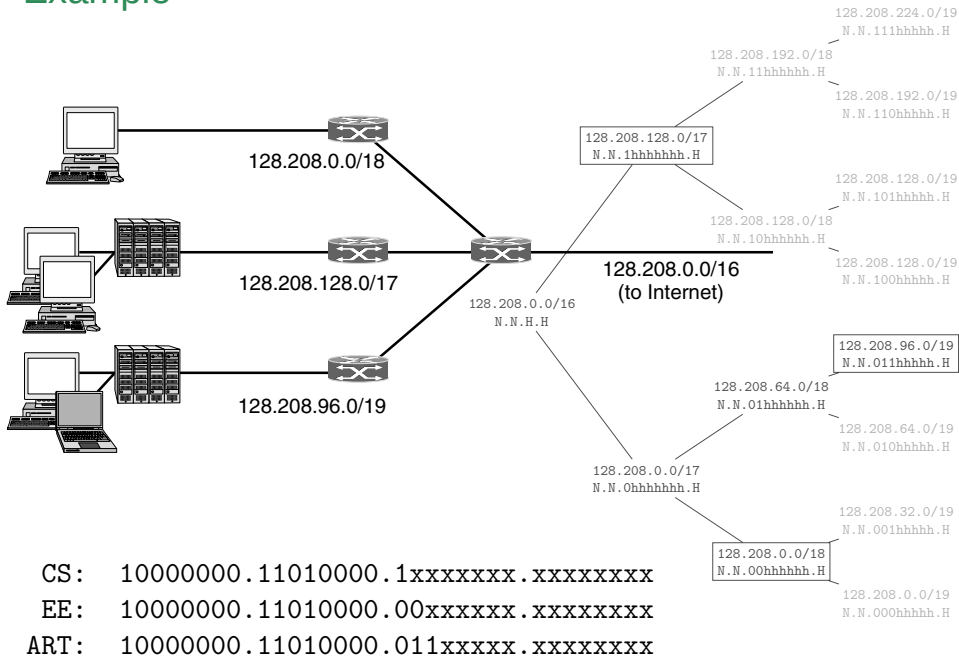 Example
128.208.0.0/18
128.208.128.0/17
128.208.96.0/19
128.208.0.0/16
(to Internet)
128.208.0.0/16
N.N.H.H
128.208.128.0/17
N.N.1hhhhhhh.H
128.208.0.0/17
N.N.0hhhhhhh.H
128.208.192.0/18
N.N.11hhhhhh.H
128.208.128.0/18
N.N.10hhhhhh.H
128.208.64.0/18
N.N.01hhhhhh.H
128.208.0.0/18
N.N.00hhhhhh.H
128.208.224.0/19
N.N.111hhhhh.H
128.208.192.0/19
N.N.110hhhhh.H
128.208.128.0/19
N.N.101hhhhh.H
128.208.128.0/19
N.N.100hhhhh.H
128.208.96.0/19
N.N.011hhhhh.H
128.208.64.0/19
N.N.010hhhhh.H
128.208.32.0/19
N.N.001hhhhh.H
128.208.0.0/19
N.N.000hhhhh.H
CS: 10000000.11010000.1xxxxxxx.xxxxxxxx
EE: 10000000.11010000.00xxxxxx.xxxxxxxx
ART: 10000000.11010000.011xxxxx.xxxxxxxx